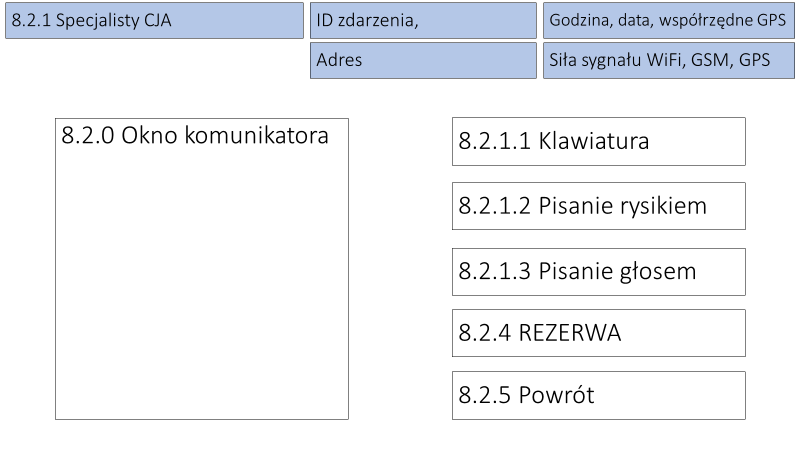 8.2.1 Specjalisty CJA
ID zdarzenia,
Godzina, data, współrzędne GPS
Adres
Siła sygnału WiFi, GSM, GPS
8.2.0 Okno komunikatora
8.2.1.1 Klawiatura
8.2.1.2 Pisanie rysikiem
8.2.1.3 Pisanie głosem
8.2.4 REZERWA
8.2.5 Powrót